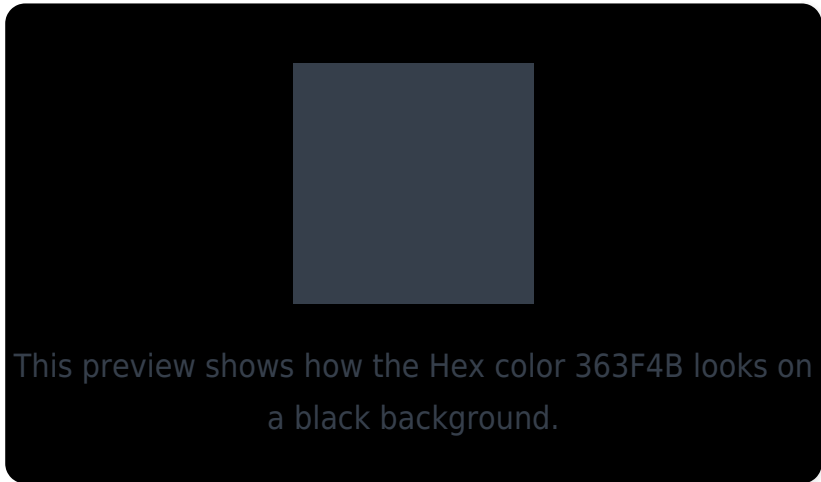 This preview shows how the Hex color 363F4B looks on
a black background.